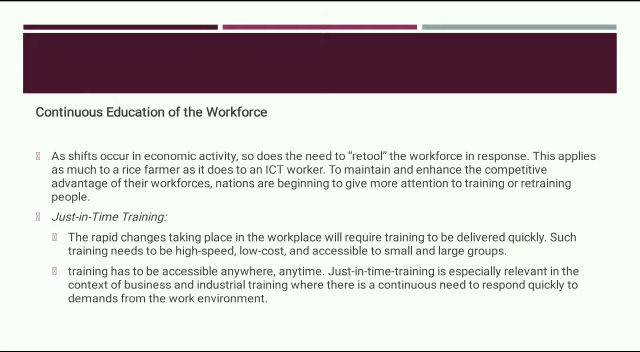 Continuous Education of the Workforce
As shifts occur in economic activity, so does the need to “retool” the workforce in response. This applies
as much to a rice farmer as it does to an ICT worker. To maintain and enhance the competitive
advantage of their workforces, nations are beginning to give more attention to training or retraining
people.
Just-in-Time Training:
The rapid changes taking place in the workplace will require training to be delivered quickly. Such
training needs to be high-speed, low-cost, and accessible to small and large groups.
training has to be accessible anywhere, anytime. Just-in-time-training is especially relevant in the
context of business and industrial training where there is a continuous need to respond quickly to
demands from the work environment.